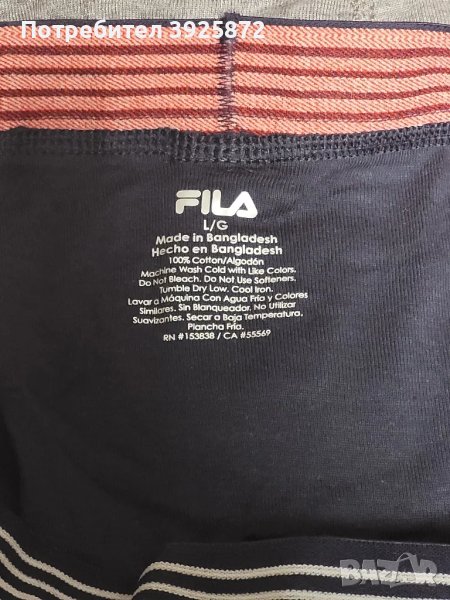 Потребител 3925872
FILA
L/G
Made in Bangladesh
Hecho en Bangladesh
100% Cotton/Algodón
Machine Wash Cold with Like Colors.
Do Not Bleach. Do Not Use Softeners.
Tumble Dry Low. Cool Iron.
Lavar a Máquina Con Agua Fría y Colores
Similares. Sin Blanqueador. No Utilizar
Suavizantes. Secar a Baja Temperatura.
Plancha Fría.
RN #153838 / CA #55569
BAZAR